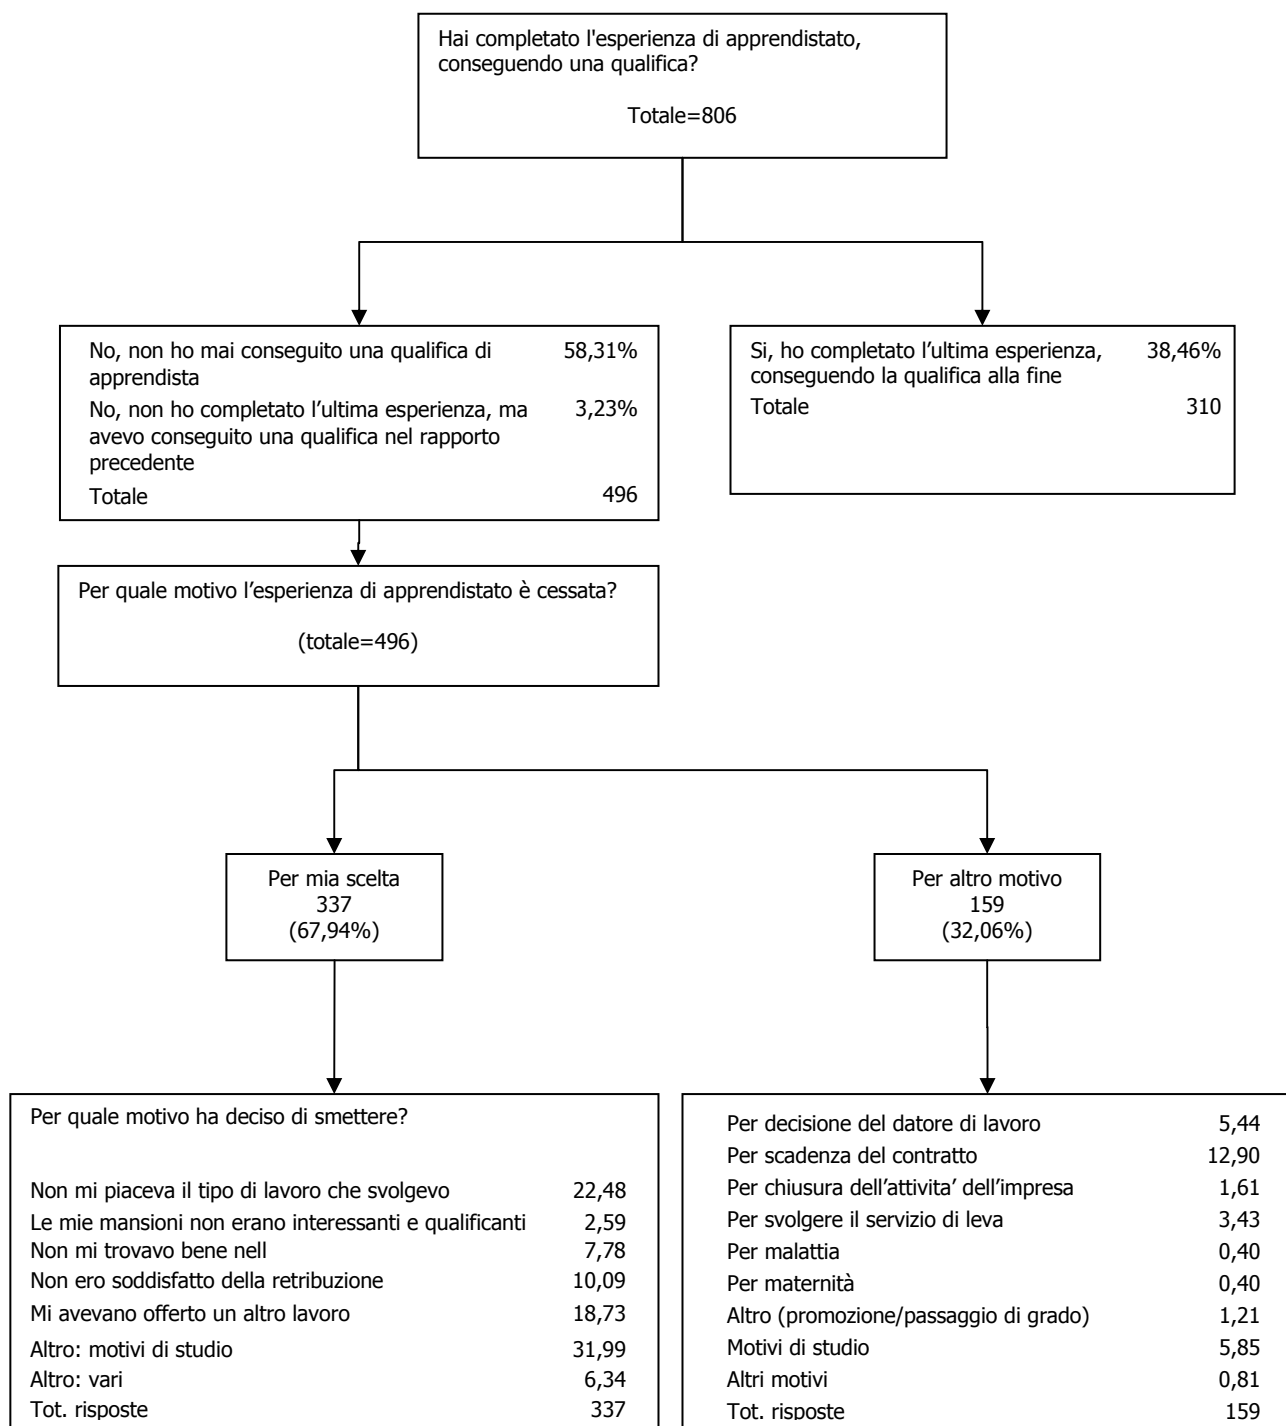 Hai completato l'esperienza di apprendistato,
conseguendo una qualifica?
Totale=806
No, non ho mai conseguito una qualifica di 58,31%
apprendista
No, non ho completato l’ultima esperienza, ma 3,23%
avevo conseguito una qualifica nel rapporto
precedente
Totale 496
Si, ho completato l’ultima esperienza, 38,46%
conseguendo la qualifica alla fine
Totale 310
Per quale motivo l’esperienza di apprendistato è cessata?
(totale=496)
Per mia scelta
337
(67,94%)
Per altro motivo
159
(32,06%)
Per quale motivo ha deciso di smettere?
Non mi piaceva il tipo di lavoro che svolgevo 22,48
Le mie mansioni non erano interessanti e qualificanti 2,59
Non mi trovavo bene nell 7,78
Non ero soddisfatto della retribuzione 10,09
Mi avevano offerto un altro lavoro 18,73
Altro: motivi di studio 31,99
Altro: vari 6,34
Tot. risposte 337
Per decisione del datore di lavoro 5,44
Per scadenza del contratto 12,90
Per chiusura dell’attivita’ dell’impresa 1,61
Per svolgere il servizio di leva 3,43
Per malattia 0,40
Per maternità 0,40
Altro (promozione/passaggio di grado) 1,21
Motivi di studio 5,85
Altri motivi 0,81
Tot. risposte 159